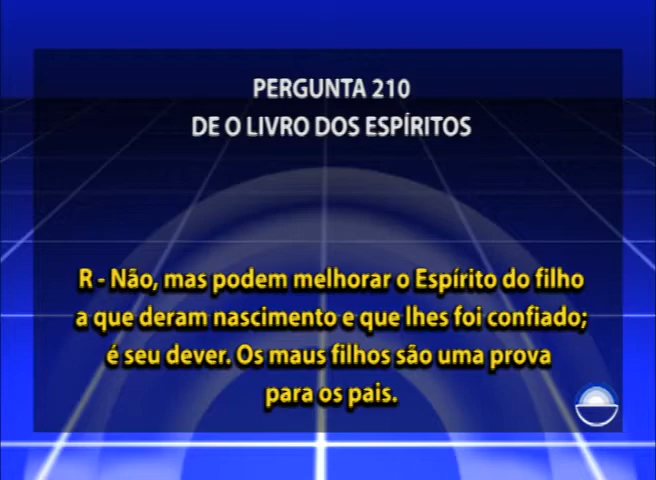 PERGUNTA 210
DE O LIVRO DOS ESPÍRITOS
R - Não, mas podem melhorar o Espírito do filho
a que deram nascimento e que lhes foi confiado;
é seu dever. Os maus filhos são uma prova
para os pais.